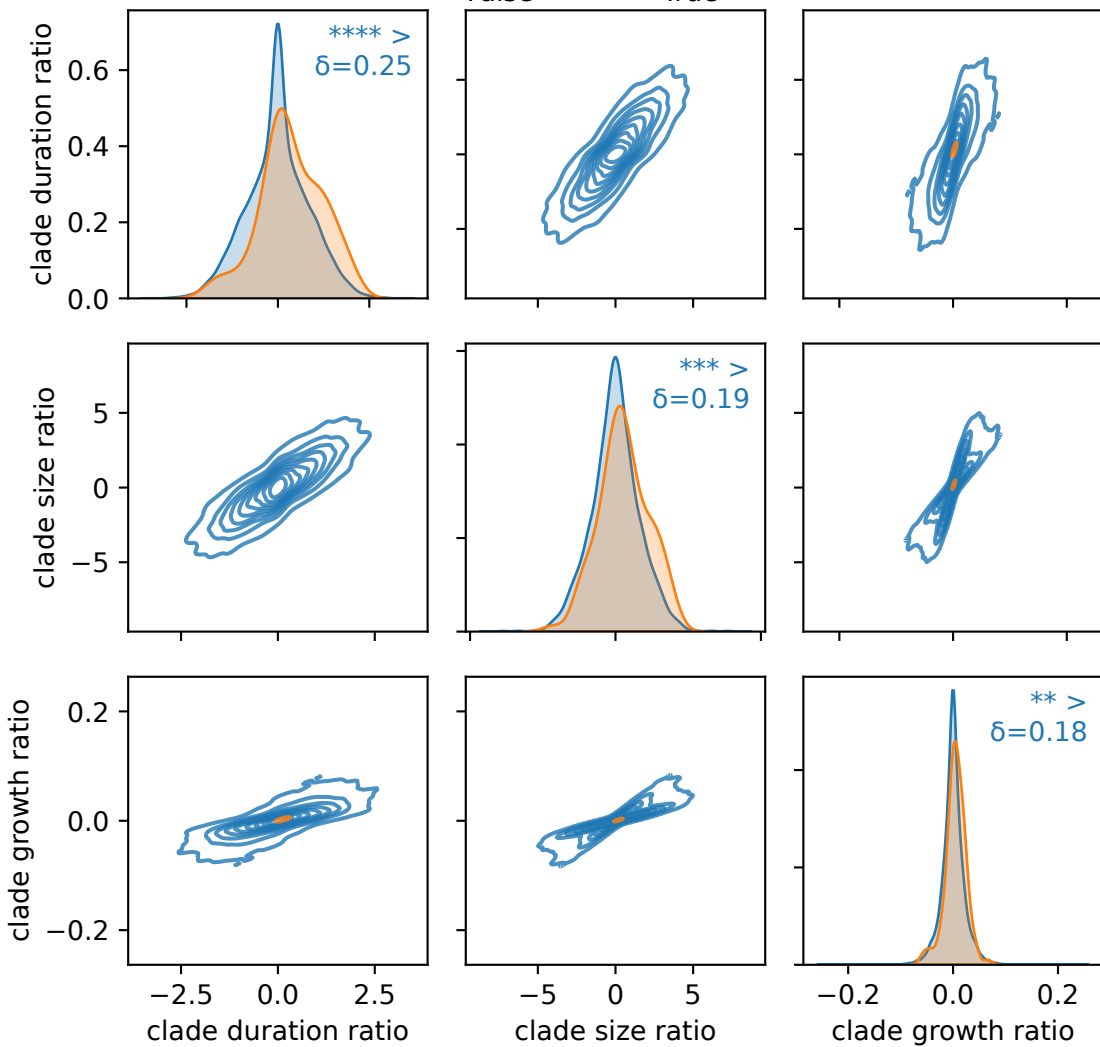 clade duration ratio
0.6
0.4
0.2
0.0
**** >
δ=0.25
clade size ratio
5
0
−5
*** >
δ=0.19
clade growth ratio
0.2
0.0
−0.2
** >
δ=0.18
−2.5 0.0 2.5
clade duration ratio
−5 0 5
clade size ratio
−0.2 0.0 0.2
clade growth ratio